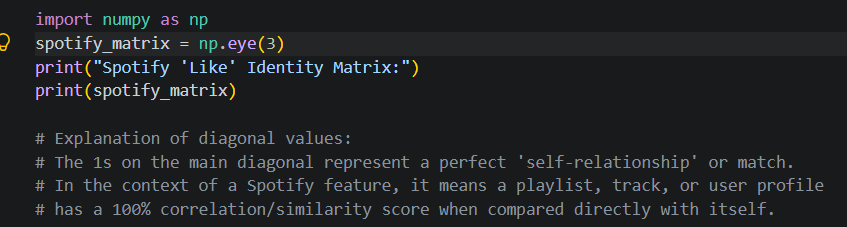 import numpy as np
spotify_matrix = np.eye(3)
print("Spotify 'Like' Identity Matrix:")
print(spotify_matrix)
# Explanation of diagonal values:
# The 1s on the main diagonal represent a perfect 'self-relationship' or match.
# In the context of a Spotify feature, it means a playlist, track, or user profile
# has a 100% correlation/similarity score when compared directly with itself.